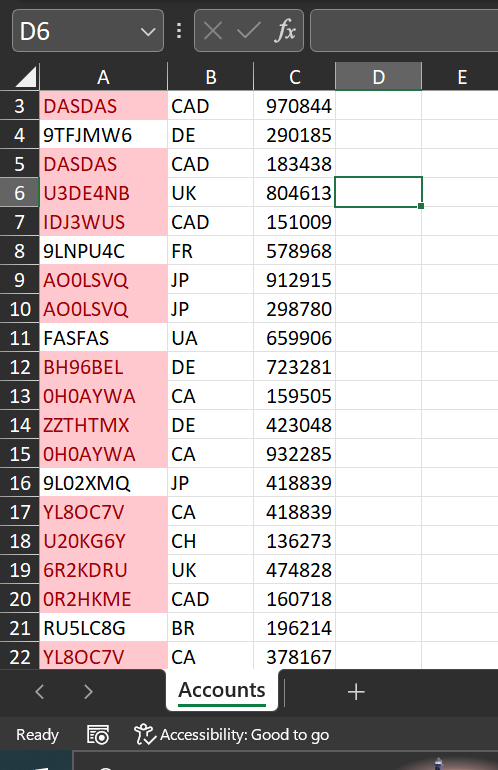 D6 fx
A B C D E
3 DASDAS CAD 970844
4 9TFJMW6 DE 290185
5 DASDAS CAD 183438
6 U3DE4NB UK 804613
7 IDJ3WUS CAD 151009
8 9LNPU4C FR 578968
9 AO0LSVQ JP 912915
10 AO0LSVQ JP 298780
11 FASFAS UA 659906
12 BH96BEL DE 723281
13 0H0AYWA CA 159505
14 ZZTHTMX DE 423048
15 0H0AYWA CA 932285
16 9L02XMQ JP 418839
17 YL8OC7V CA 418839
18 U20KG6Y CH 136273
19 6R2KDRU UK 474828
20 0R2HKME CAD 160718
21 RU5LC8G BR 196214
22 YL8OC7V CA 378167
Accounts
Ready Accessibility: Good to go